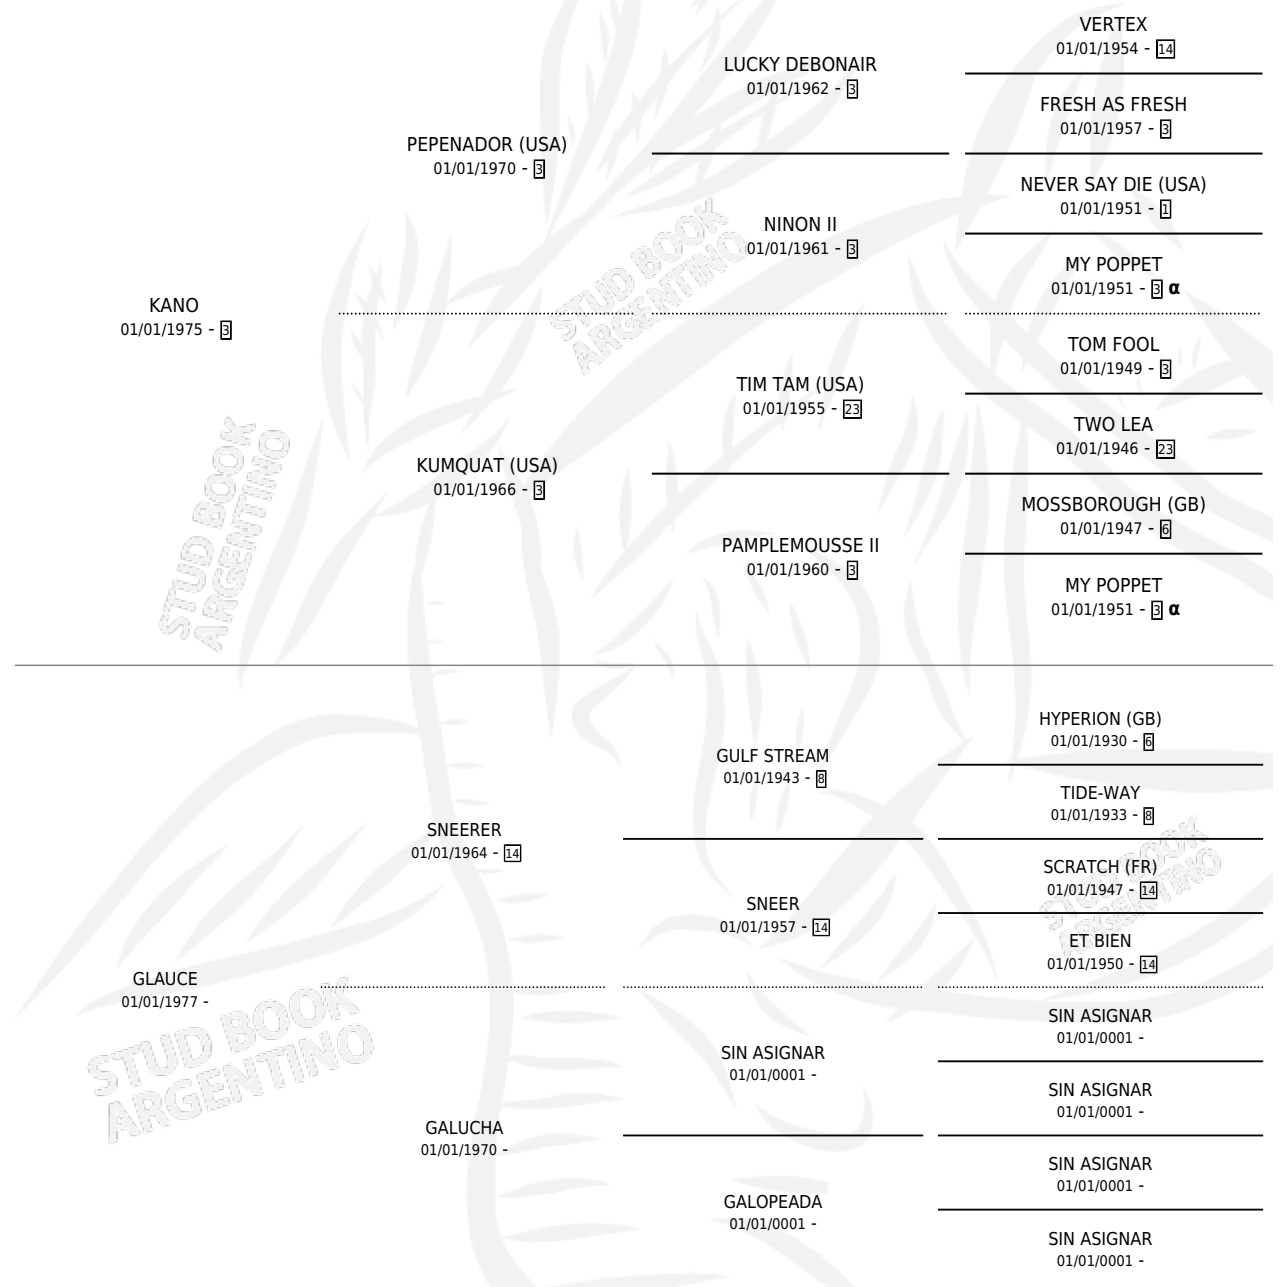 VERTEX
01/01/1954 - 14
LUCKY DEBONAIR
01/01/1962 - 3
FRESH AS FRESH
01/01/1957 - 3
PEPENADOR (USA)
01/01/1970 - 3
NEVER SAY DIE (USA)
01/01/1951 - 1
NINON II
01/01/1961 - 3
MY POPPET
01/01/1951 - 3 α
KANO
01/01/1975 - 3
STUD BOOK
ARGENTINO
TOM FOOL
01/01/1949 - 3
TIM TAM (USA)
01/01/1955 - 23
TWO LEA
01/01/1946 - 23
KUMQUAT (USA)
01/01/1966 - 3
MOSSBOROUGH (GB)
01/01/1947 - 6
PAMPLEMOUSSE II
01/01/1960 - 3
MY POPPET
01/01/1951 - 3 α
STUD BOOK
ARGENTINO
HYPERION (GB)
01/01/1930 - 6
GULF STREAM
01/01/1943 - 8
TIDE-WAY
01/01/1933 - 8
SNEERER
01/01/1964 - 14
SCRATCH (FR)
01/01/1947 - 14
SNEER
01/01/1957 - 14
ET BIEN
01/01/1950 - 14
STUD BOOK
ARGENTINO
GLAUCE
01/01/1977 -
STUD BOOK
ARGENTINO
SIN ASIGNAR
01/01/0001 -
SIN ASIGNAR
01/01/0001 -
SIN ASIGNAR
01/01/0001 -
GALUCHA
01/01/1970 -
SIN ASIGNAR
01/01/0001 -
GALOPEADA
01/01/0001 -
SIN ASIGNAR
01/01/0001 -